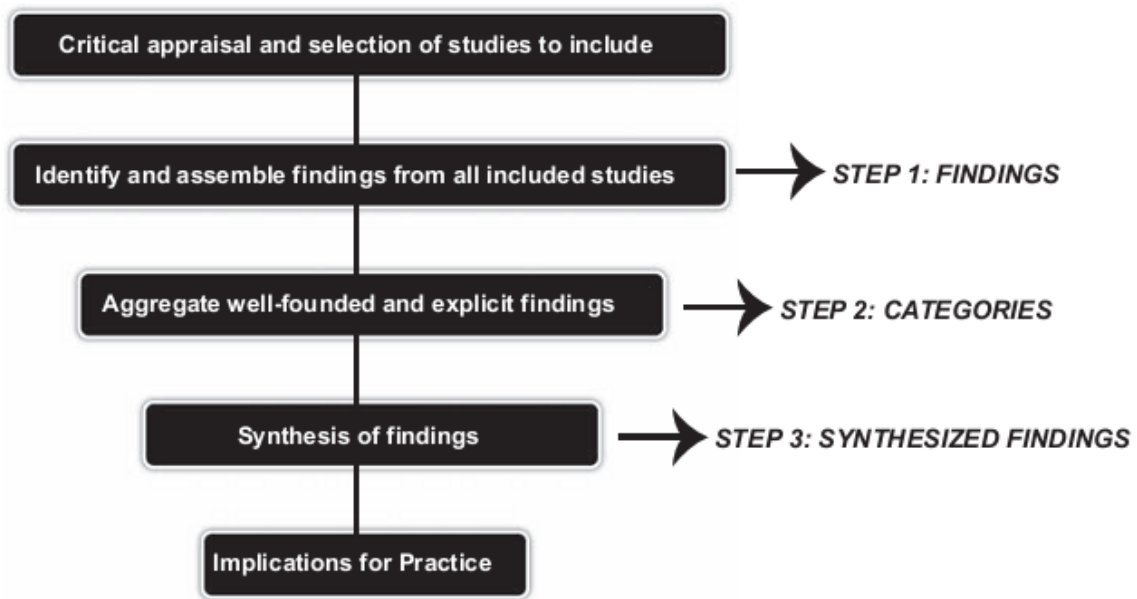 Critical appraisal and selection of studies to include
Identify and assemble findings from all included studies
STEP 1: FINDINGS
Aggregate well-founded and explicit findings
STEP 2: CATEGORIES
Synthesis of findings
STEP 3: SYNTHESIZED FINDINGS
Implications for Practice